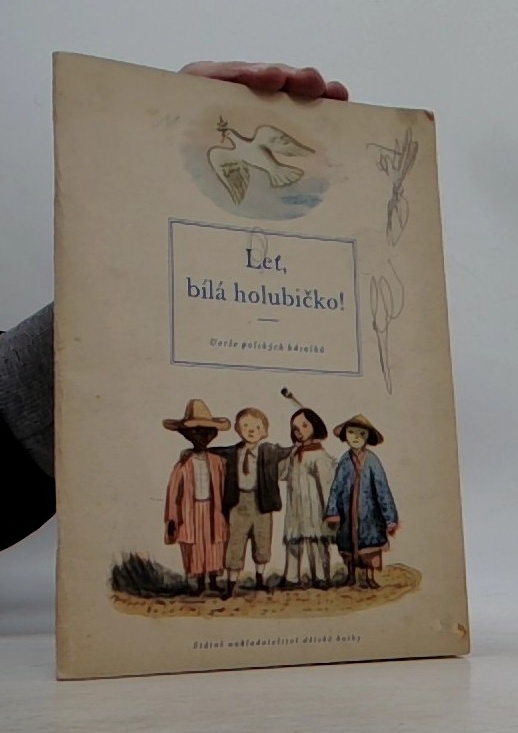 Leť,
bílá holubičko!
Verše polských básníků
Státní nakladatelství dětské knihy